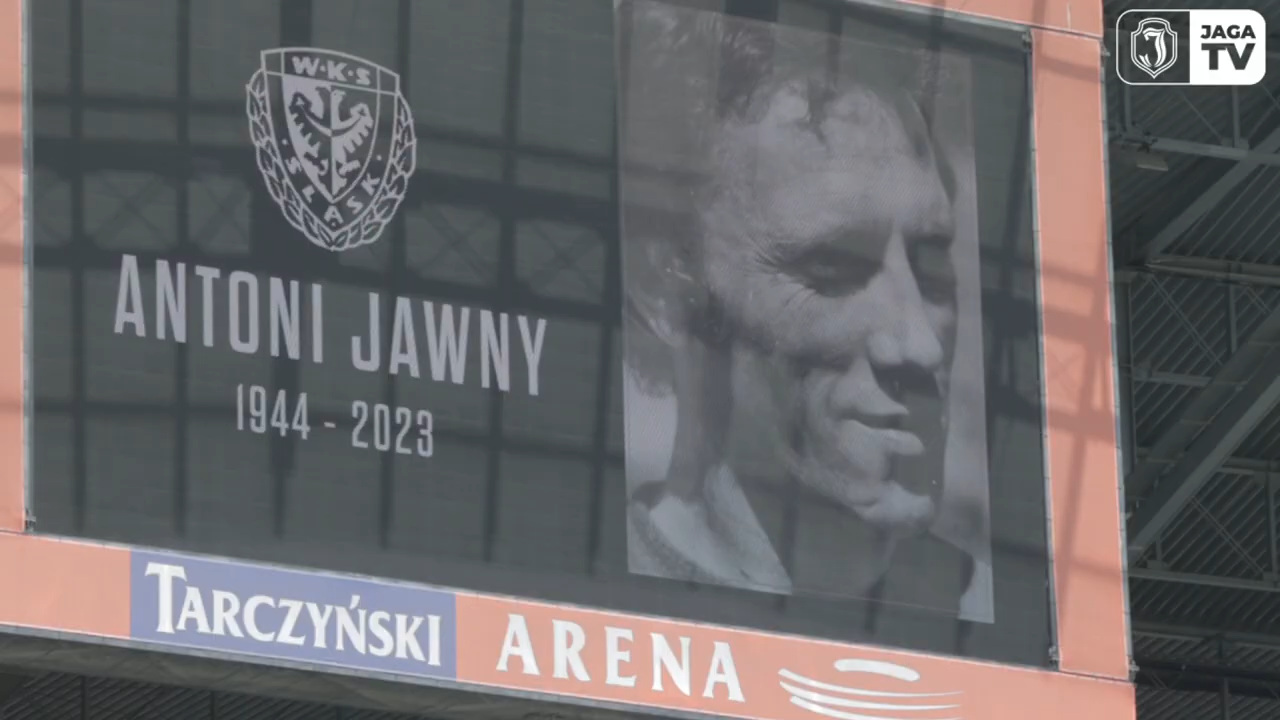 JAGA
TV
W·K·S
ŚLĄSK
ANTONI JAWNY
1944 - 2023
TARCZYŃSKI ARENA